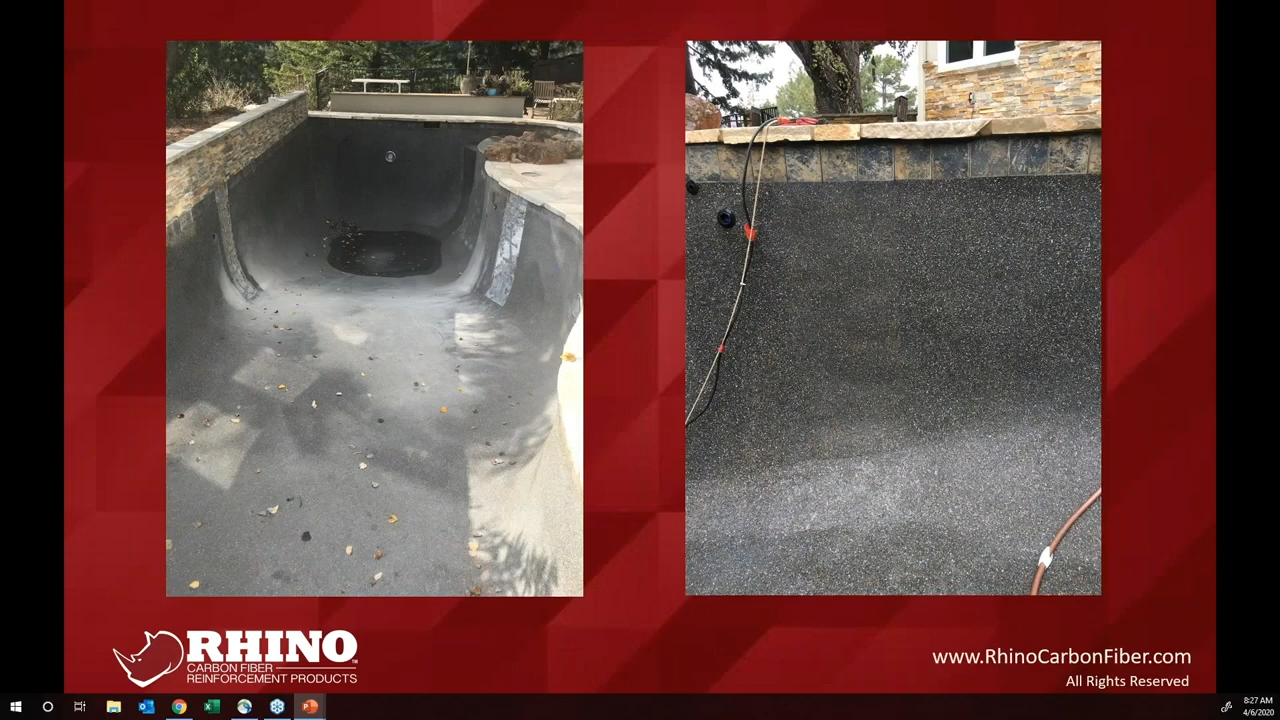 RHINO
CARBON FIBER
REINFORCEMENT PRODUCTS
www.RhinoCarbonFiber.com
All Rights Reserved
8:27 AM
4/6/2020